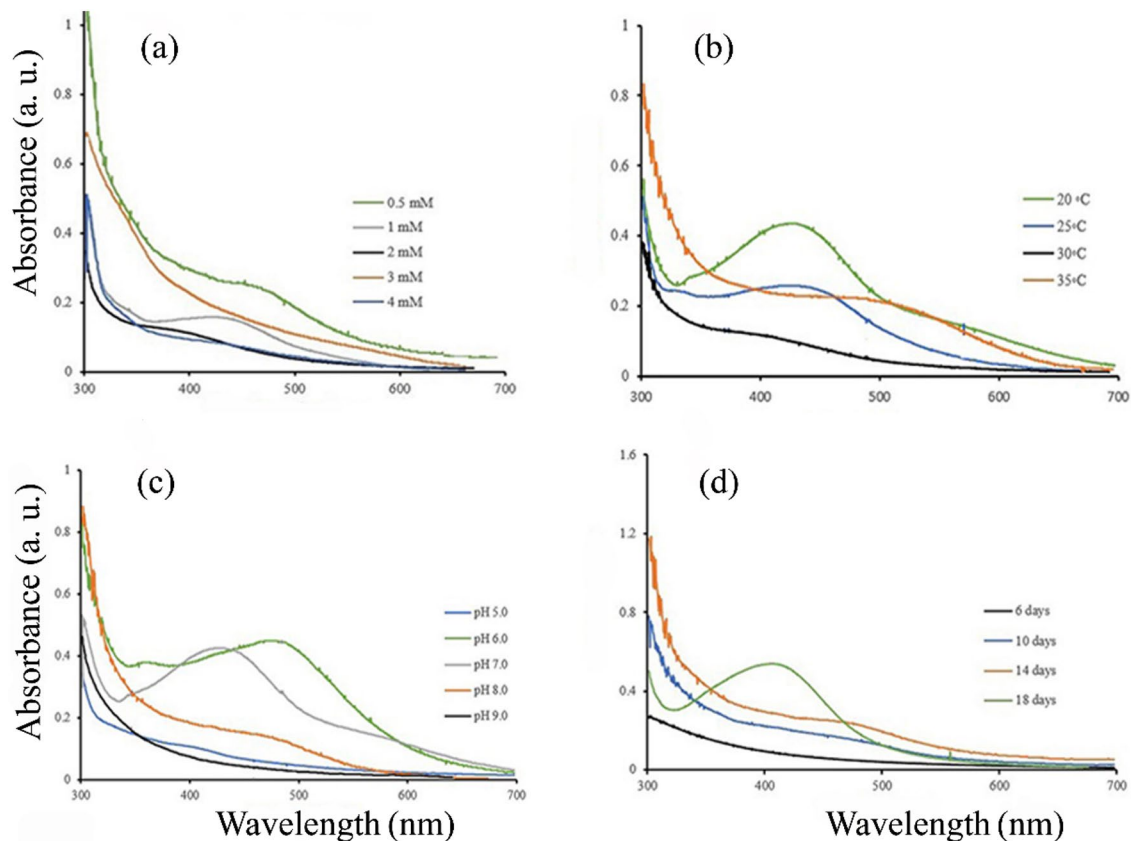 (a)
Absorbance (a. u.)
1
0.8
0.6
0.4
0.2
0
300
400
500
600
700
0.5 mM
1 mM
2 mM
3 mM
4 mM
(b)
1
0.8
0.6
0.4
0.2
0
300
400
500
600
700
20 °C
25°C
30°C
35°C
(c)
Absorbance (a. u.)
1
0.8
0.6
0.4
0.2
0
300
400
500
600
700
pH 5.0
pH 6.0
pH 7.0
pH 8.0
pH 9.0
Wavelength (nm)
(d)
1.6
1.2
0.8
0.4
0
300
400
500
600
700
6 days
10 days
14 days
18 days
Wavelength (nm)